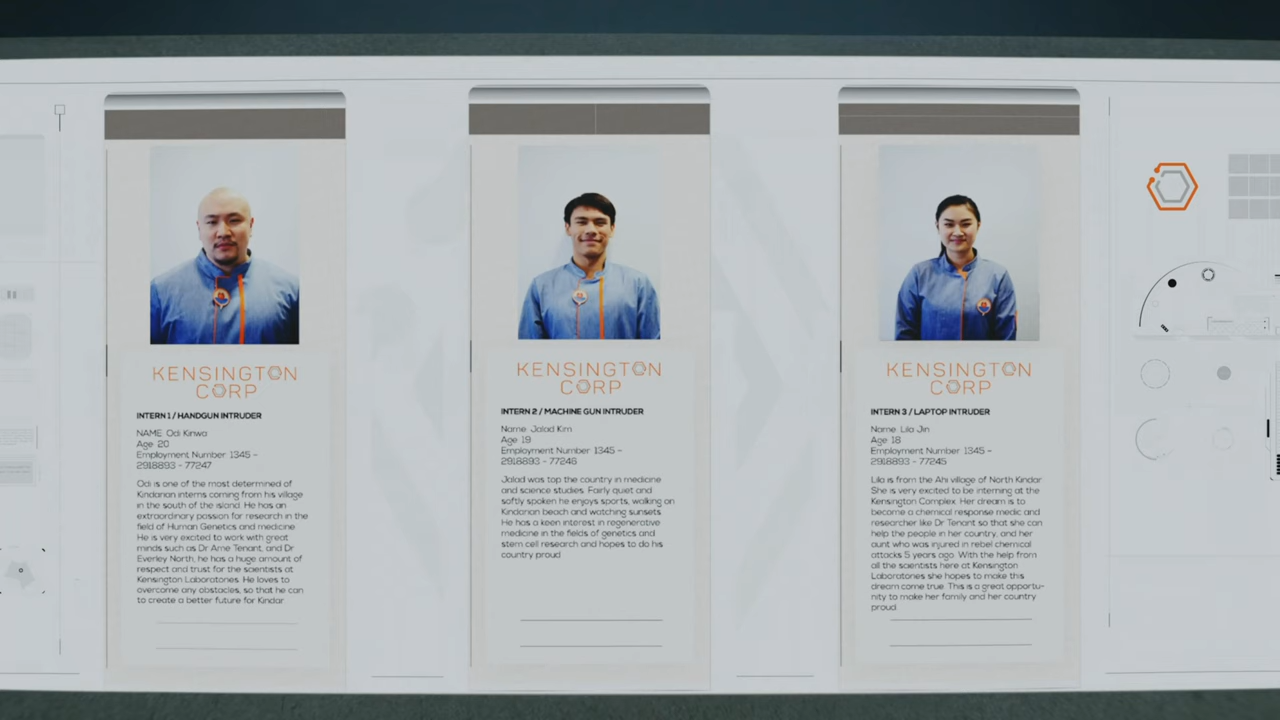 KENSINGTON
CORP
INTERN 1 / HANDGUN INTRUDER
NAME Odi Kinwa
Age 20
Employment Number 1345 -
2918893 - 77247
Odi is one of the most determined of
Kindarian interns coming from his village
in the south of the island. He has an
extraordinary passion for research in the
field of Human Genetics and medicine
He is very excited to work with great
minds such as Dr Arne Tenant, and Dr
Everley North, he has a huge amount of
respect and trust for the scientists at
Kensington Laboratories. He loves to
overcome any obstacles, so that he can
to create a better future for Kindar
KENSINGTON
CORP
INTERN 2 / MACHINE GUN INTRUDER
Name Jalad Kim
Age 19
Employment Number 1345 -
2918893 - 77246
Jalad was top the country in medicine
and science studies. Fairly quiet and
softly spoken he enjoys sports, walking on
Kindarian beach and watching sunsets
He has a keen interest in regenerative
medicine in the fields of genetics and
stem cell research and hopes to do his
country proud
KENSINGTON
CORP
INTERN 3 / LAPTOP INTRUDER
Name Lila Jin
Age 18
Employment Number 1345 -
2918893 - 77245
Lila is from the Ahi village of North Kindar
She is very excited to be interning at the
Kensington Complex. Her dream is to
become a chemical response medic and
researcher like Dr Tenant so that she can
help the people in her country, and her
aunt who was injured in rebel chemical
attacks 5 years ago. With the help from
all the scientists here at Kensington
Laboratories she hopes to make this
dream come true. This is a great opportu-
nity to make her family and her country
proud